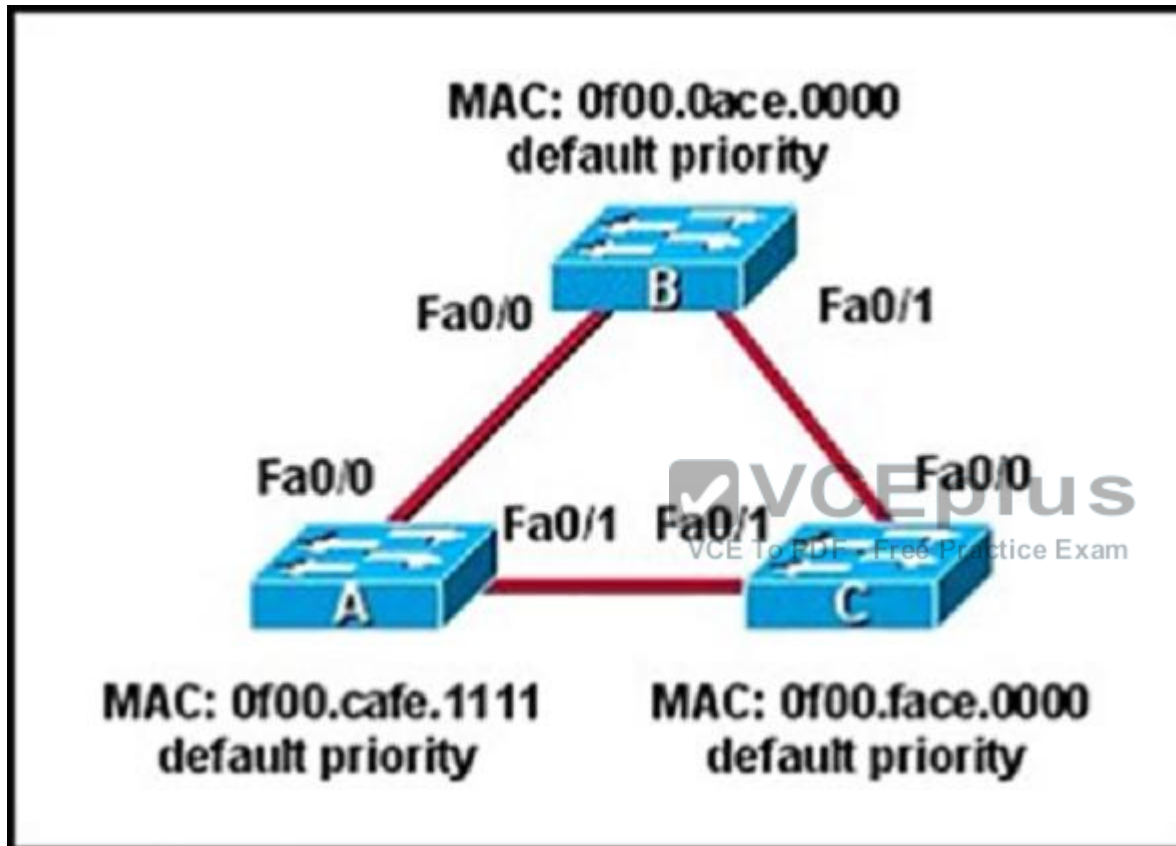 MAC: 0f00.0ace.0000
default priority
B
Fa0/0
Fa0/1
Fa0/0
Fa0/0
Fa0/1
Fa0/1
VCEplus
VCE To PDF - Free Practice Exam
A
C
MAC: 0f00.cafe.1111
default priority
MAC: 0f00.face.0000
default priority